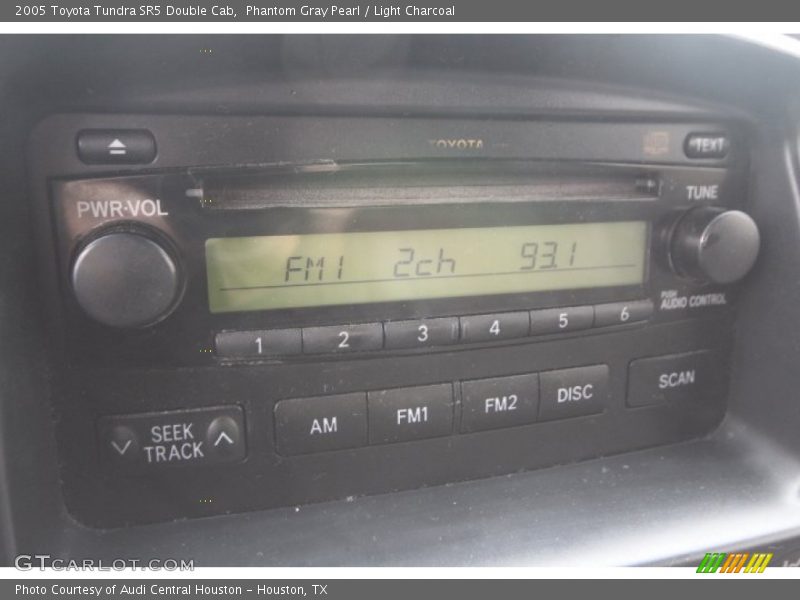 2005 Toyota Tundra SR5 Double Cab, Phantom Gray Pearl / Light Charcoal
TOYOTA
TEXT
PWR·VOL
TUNE
FM1 2ch 93.1
PUSH
AUDIO CONTROL
1 2 3 4 5 6
SEEK
TRACK
AM FM1 FM2 DISC
SCAN
GTCARLOT.COM
Photo Courtesy of Audi Central Houston - Houston, TX